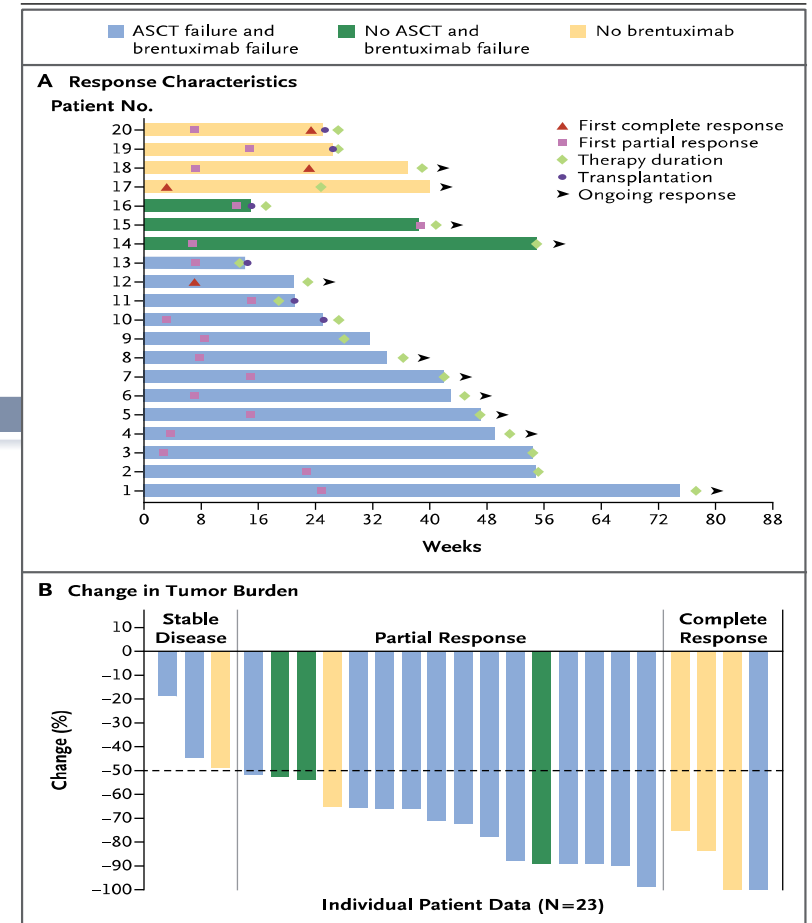 ASCT failure and
brentuximab failure
No ASCT and
brentuximab failure
No brentuximab
A Response Characteristics
Patient No.
20
19
18
17
16
15
14
13
12
11
10
9
8
7
6
5
4
3
2
1
First complete response
First partial response
Therapy duration
Transplantation
Ongoing response
0 8 16 24 32 40 48 56 64 72 80 88
Weeks
B Change in Tumor Burden
Stable
Disease
Partial Response
Complete
Response
10
0
−10
−20
−30
−40
−50
−60
−70
−80
−90
−100
Change (%)
Individual Patient Data (N=23)